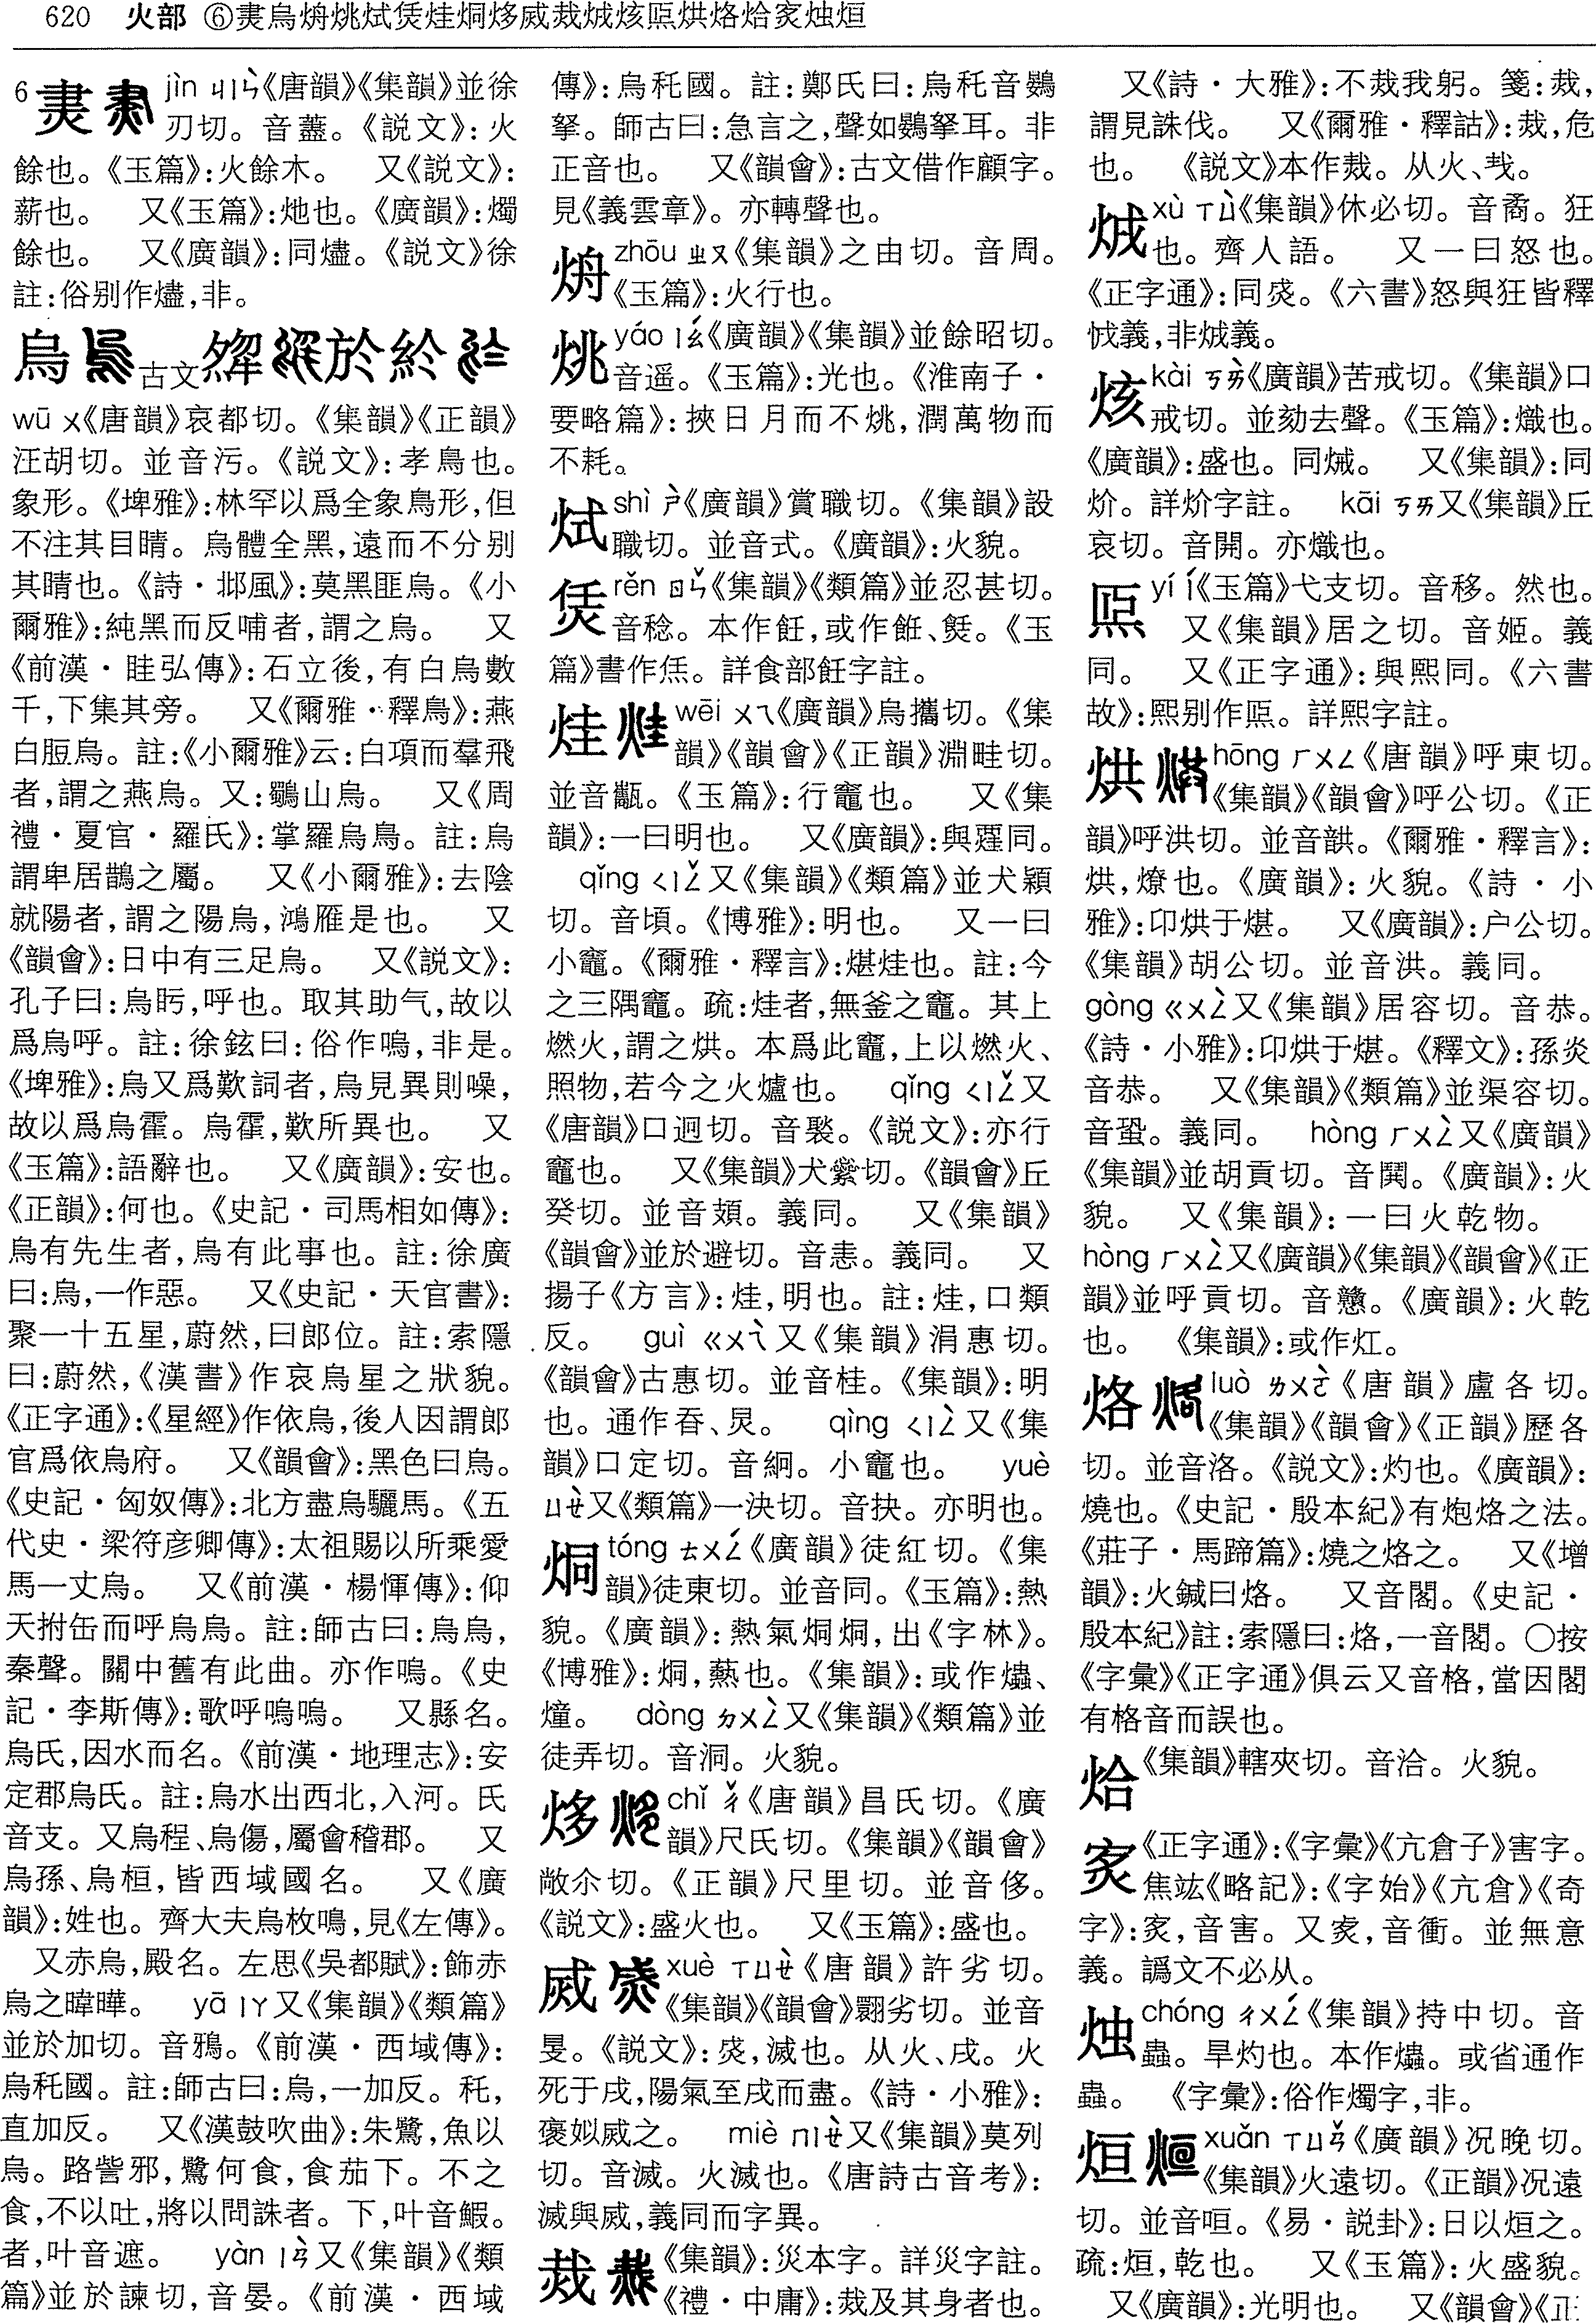 620 火部 ⑥㶳烏烐烑烒㷱烓烔㶴烕烖烅烗㶼烘烙烚㶰烛烜
6 㶳 jìn ㄐㄧㄣˋ《唐韻》《集韻》並徐
刃切。音藎。《説文》：火
餘也。《玉篇》：火餘木。 又《説文》：
薪也。 又《玉篇》：灺也。《廣韻》：燭
餘也。 又《廣韻》：同燼。《説文》徐
註：俗别作燼，非。
烏 古文 於
wū ㄨ《唐韻》哀都切。《集韻》《正韻》
汪胡切。並音污。《説文》：孝鳥也。
象形。《埤雅》：林罕以爲全象鳥形，但
不注其目睛。烏體全黑，遠而不分别
其睛也。《詩・邶風》：莫黑匪烏。《小
爾雅》：純黑而反哺者，謂之烏。 又
《前漢・眭弘傳》：石立後，有白烏數
千，下集其旁。 又《爾雅・釋鳥》：燕
白脰烏。註：《小爾雅》云：白項而羣飛
者，謂之燕烏。又：鸀山烏。 又《周
禮・夏官・羅氏》：掌羅烏鳥。註：烏
謂卑居鵲之屬。 又《小爾雅》：去陰
就陽者，謂之陽烏，鴻雁是也。 又
《韻會》：日中有三足烏。 又《説文》：
孔子曰：烏盱，呼也。取其助气，故以
爲烏呼。註：徐鉉曰：俗作嗚，非是。
《埤雅》：烏又爲歎詞者，烏見異則噪，
故以爲烏霍。烏霍，歎所異也。 又
《玉篇》：語辭也。 又《廣韻》：安也。
《正韻》：何也。《史記・司馬相如傳》：
烏有先生者，烏有此事也。註：徐廣
曰：烏，一作惡。 又《史記・天官書》：
聚一十五星，蔚然，曰郎位。註：索隱
曰：蔚然，《漢書》作哀烏星之狀貌。
《正字通》：《星經》作依烏，後人因謂郎
官爲依烏府。 又《韻會》：黑色曰烏。
《史記・匈奴傳》：北方盡烏驪馬。《五
代史・梁符彦卿傳》：太祖賜以所乘愛
馬一丈烏。 又《前漢・楊惲傳》：仰
天拊缶而呼烏烏。註：師古曰：烏烏，
秦聲。關中舊有此曲。亦作嗚。《史
記・李斯傳》：歌呼嗚嗚。 又縣名。
烏氏，因水而名。《前漢・地理志》：安
定郡烏氏。註：烏水出西北，入河。氏
音支。又烏程、烏傷，屬會稽郡。 又
烏孫、烏桓，皆西域國名。 又《廣
韻》：姓也。齊大夫烏枚鳴，見《左傳》。
又赤烏，殿名。左思《吳都賦》：飾赤
烏之暐曄。 yā ㄧㄚ又《集韻》《類篇》
並於加切。音鴉。《前漢・西域傳》：
烏秅國。註：師古曰：烏，一加反。秅，
直加反。 又《漢鼓吹曲》：朱鷺，魚以
烏。路訾邪，鷺何食，食茄下。不之
食，不以吐，將以問誅者。下，叶音鰕。
者，叶音遮。 yàn ㄧㄢˋ又《集韻》《類
篇》並於諫切，音晏。《前漢・西域
傳》：烏秅國。註：鄭氏曰：烏秅音鷃
拏。師古曰：急言之，聲如鷃拏耳。非
正音也。 又《韻會》：古文借作顧字。
見《義雲章》。亦轉聲也。
烐 zhōu ㄓㄡ《集韻》之由切。音周。
《玉篇》：火行也。
烑 yáo ㄧㄠˊ《廣韻》《集韻》並餘昭切。
音遥。《玉篇》：光也。《淮南子・
要略篇》：挾日月而不烑，潤萬物而
不耗。
烒 shì ㄕˋ《廣韻》賞職切。《集韻》設
職切。並音式。《廣韻》：火貌。
rěn ㄖㄣˇ《集韻》《類篇》並忍甚切。
音稔。本作飪，或作䭃、㷱。《玉
篇》書作恁。詳食部飪字註。
烓 wēi ㄨㄟ《廣韻》烏攜切。《集
韻》《韻會》《正韻》淵畦切。
並音䵷。《玉篇》：行竈也。 又《集
韻》：一曰明也。 又《廣韻》：與䙿同。
qǐng ㄑㄧㄥˇ又《集韻》《類篇》並犬潁
切。音頃。《博雅》：明也。 又一曰
小竈。《爾雅・釋言》：煁烓也。註：今
之三隅竈。疏：烓者，無釜之竈。其上
燃火，謂之烘。本爲此竈，上以燃火、
照物，若今之火爐也。 qǐng ㄑㄧㄥˇ又
《唐韻》口迥切。音褧。《説文》：亦行
竈也。 又《集韻》犬繠切。《韻會》丘
癸切。並音頍。義同。 又《集韻》
《韻會》並於避切。音恚。義同。 又
揚子《方言》：烓，明也。註：烓，口類
反。 guì ㄍㄨㄟˋ又《集韻》涓惠切。
《韻會》古惠切。並音桂。《集韻》：明
也。通作吞、炅。 qìng ㄑㄧㄥˋ又《集
韻》口定切。音絅。小竈也。 yuè
ㄩㄝˋ又《類篇》一決切。音抉。亦明也。
烔 tóng ㄊㄨㄥˊ《廣韻》徒紅切。《集
韻》徒東切。並音同。《玉篇》：熱
貌。《廣韻》：熱氣烔烔，出《字林》。
《博雅》：烔，爇也。《集韻》：或作爞、
燑。 dòng ㄉㄨㄥˋ又《集韻》《類篇》並
徒弄切。音洞。火貌。
㶴 chǐ ㄔˇ《唐韻》昌氏切。《廣
韻》尺氏切。《集韻》《韻會》
敞尒切。《正韻》尺里切。並音侈。
《説文》：盛火也。 又《玉篇》：盛也。
烕 xuè ㄒㄩㄝˋ《唐韻》許劣切。
《集韻》《韻會》翾劣切。並音
㫚。《説文》：烕，滅也。从火、戌。火
死于戌，陽氣至戌而盡。《詩・小雅》：
褒姒烕之。 miè ㄇㄧㄝˋ又《集韻》莫列
切。音滅。火滅也。《唐詩古音考》：
滅與烕，義同而字異。
烖《集韻》：災本字。詳災字註。
《禮・中庸》：烖及其身者也。
又《詩・大雅》：不烖我躬。箋：烖，
謂見誅伐。 又《爾雅・釋詁》：烖，危
也。 《説文》本作烖。从火、𢦏。
烅 xù ㄒㄩˋ《集韻》休必切。音矞。狂
也。齊人語。 又一曰怒也。
《正字通》：同烕。《六書》怒與狂皆釋
怴義，非烅義。
烗 kài ㄎㄞˋ《廣韻》苦戒切。《集韻》口
戒切。並劾去聲。《玉篇》：熾也。
《廣韻》：盛也。同烕。 又《集韻》：同
炌。詳炌字註。 kāi ㄎㄞ又《集韻》丘
哀切。音開。亦熾也。
yí ㄧˊ《玉篇》弋支切。音移。然也。
又《集韻》居之切。音姬。義
同。 又《正字通》：與熙同。《六書
故》：熙别作㶼。詳熙字註。
烘 hōng ㄏㄨㄥ《唐韻》呼東切。
《集韻》《韻會》呼公切。《正
韻》呼洪切。並音谼。《爾雅・釋言》：
烘，燎也。《廣韻》：火貌。《詩・小
雅》：卬烘于煁。 又《廣韻》：户公切。
《集韻》胡公切。並音洪。義同。
gòng ㄍㄨㄥˋ又《集韻》居容切。音恭。
《詩・小雅》：卬烘于煁。《釋文》：孫炎
音恭。 又《集韻》《類篇》並渠容切。
音蛩。義同。 hòng ㄏㄨㄥˋ又《廣韻》
《集韻》並胡貢切。音鬨。《廣韻》：火
貌。 又《集韻》：一曰火乾物。
hòng ㄏㄨㄥˋ又《廣韻》《集韻》《韻會》《正
韻》並呼貢切。音戇。《廣韻》：火乾
也。 《集韻》：或作灴。
烙 luò ㄌㄨㄛˋ《唐韻》盧各切。
《集韻》《韻會》《正韻》歷各
切。並音洛。《説文》：灼也。《廣韻》：
燒也。《史記・殷本紀》有炮烙之法。
《莊子・馬蹄篇》：燒之烙之。 又《增
韻》：火鍼曰烙。 又音閣。《史記・
殷本紀》註：索隱曰：烙，一音閣。○按
《字彙》《正字通》俱云又音格，當因閣
有格音而誤也。
烚《集韻》轄夾切。音洽。火貌。
《正字通》：《字彙》《亢倉子》害字。
焦竑《略記》：《字始》《亢倉》《奇
字》：㶰，音害。又㶰，音衝。並無意
義。譌文不必从。
烛 chóng ㄔㄨㄥˊ《集韻》持中切。音
蟲。旱灼也。本作爞。或省通作
蟲。 《字彙》：俗作燭字，非。
烜 xuǎn ㄒㄩㄢˇ《廣韻》况晚切。
《集韻》火遠切。《正韻》况遠
切。並音咺。《易・説卦》：日以烜之。
疏：烜，乾也。 又《玉篇》：火盛貌。
又《廣韻》：光明也。 又《韻會》《正